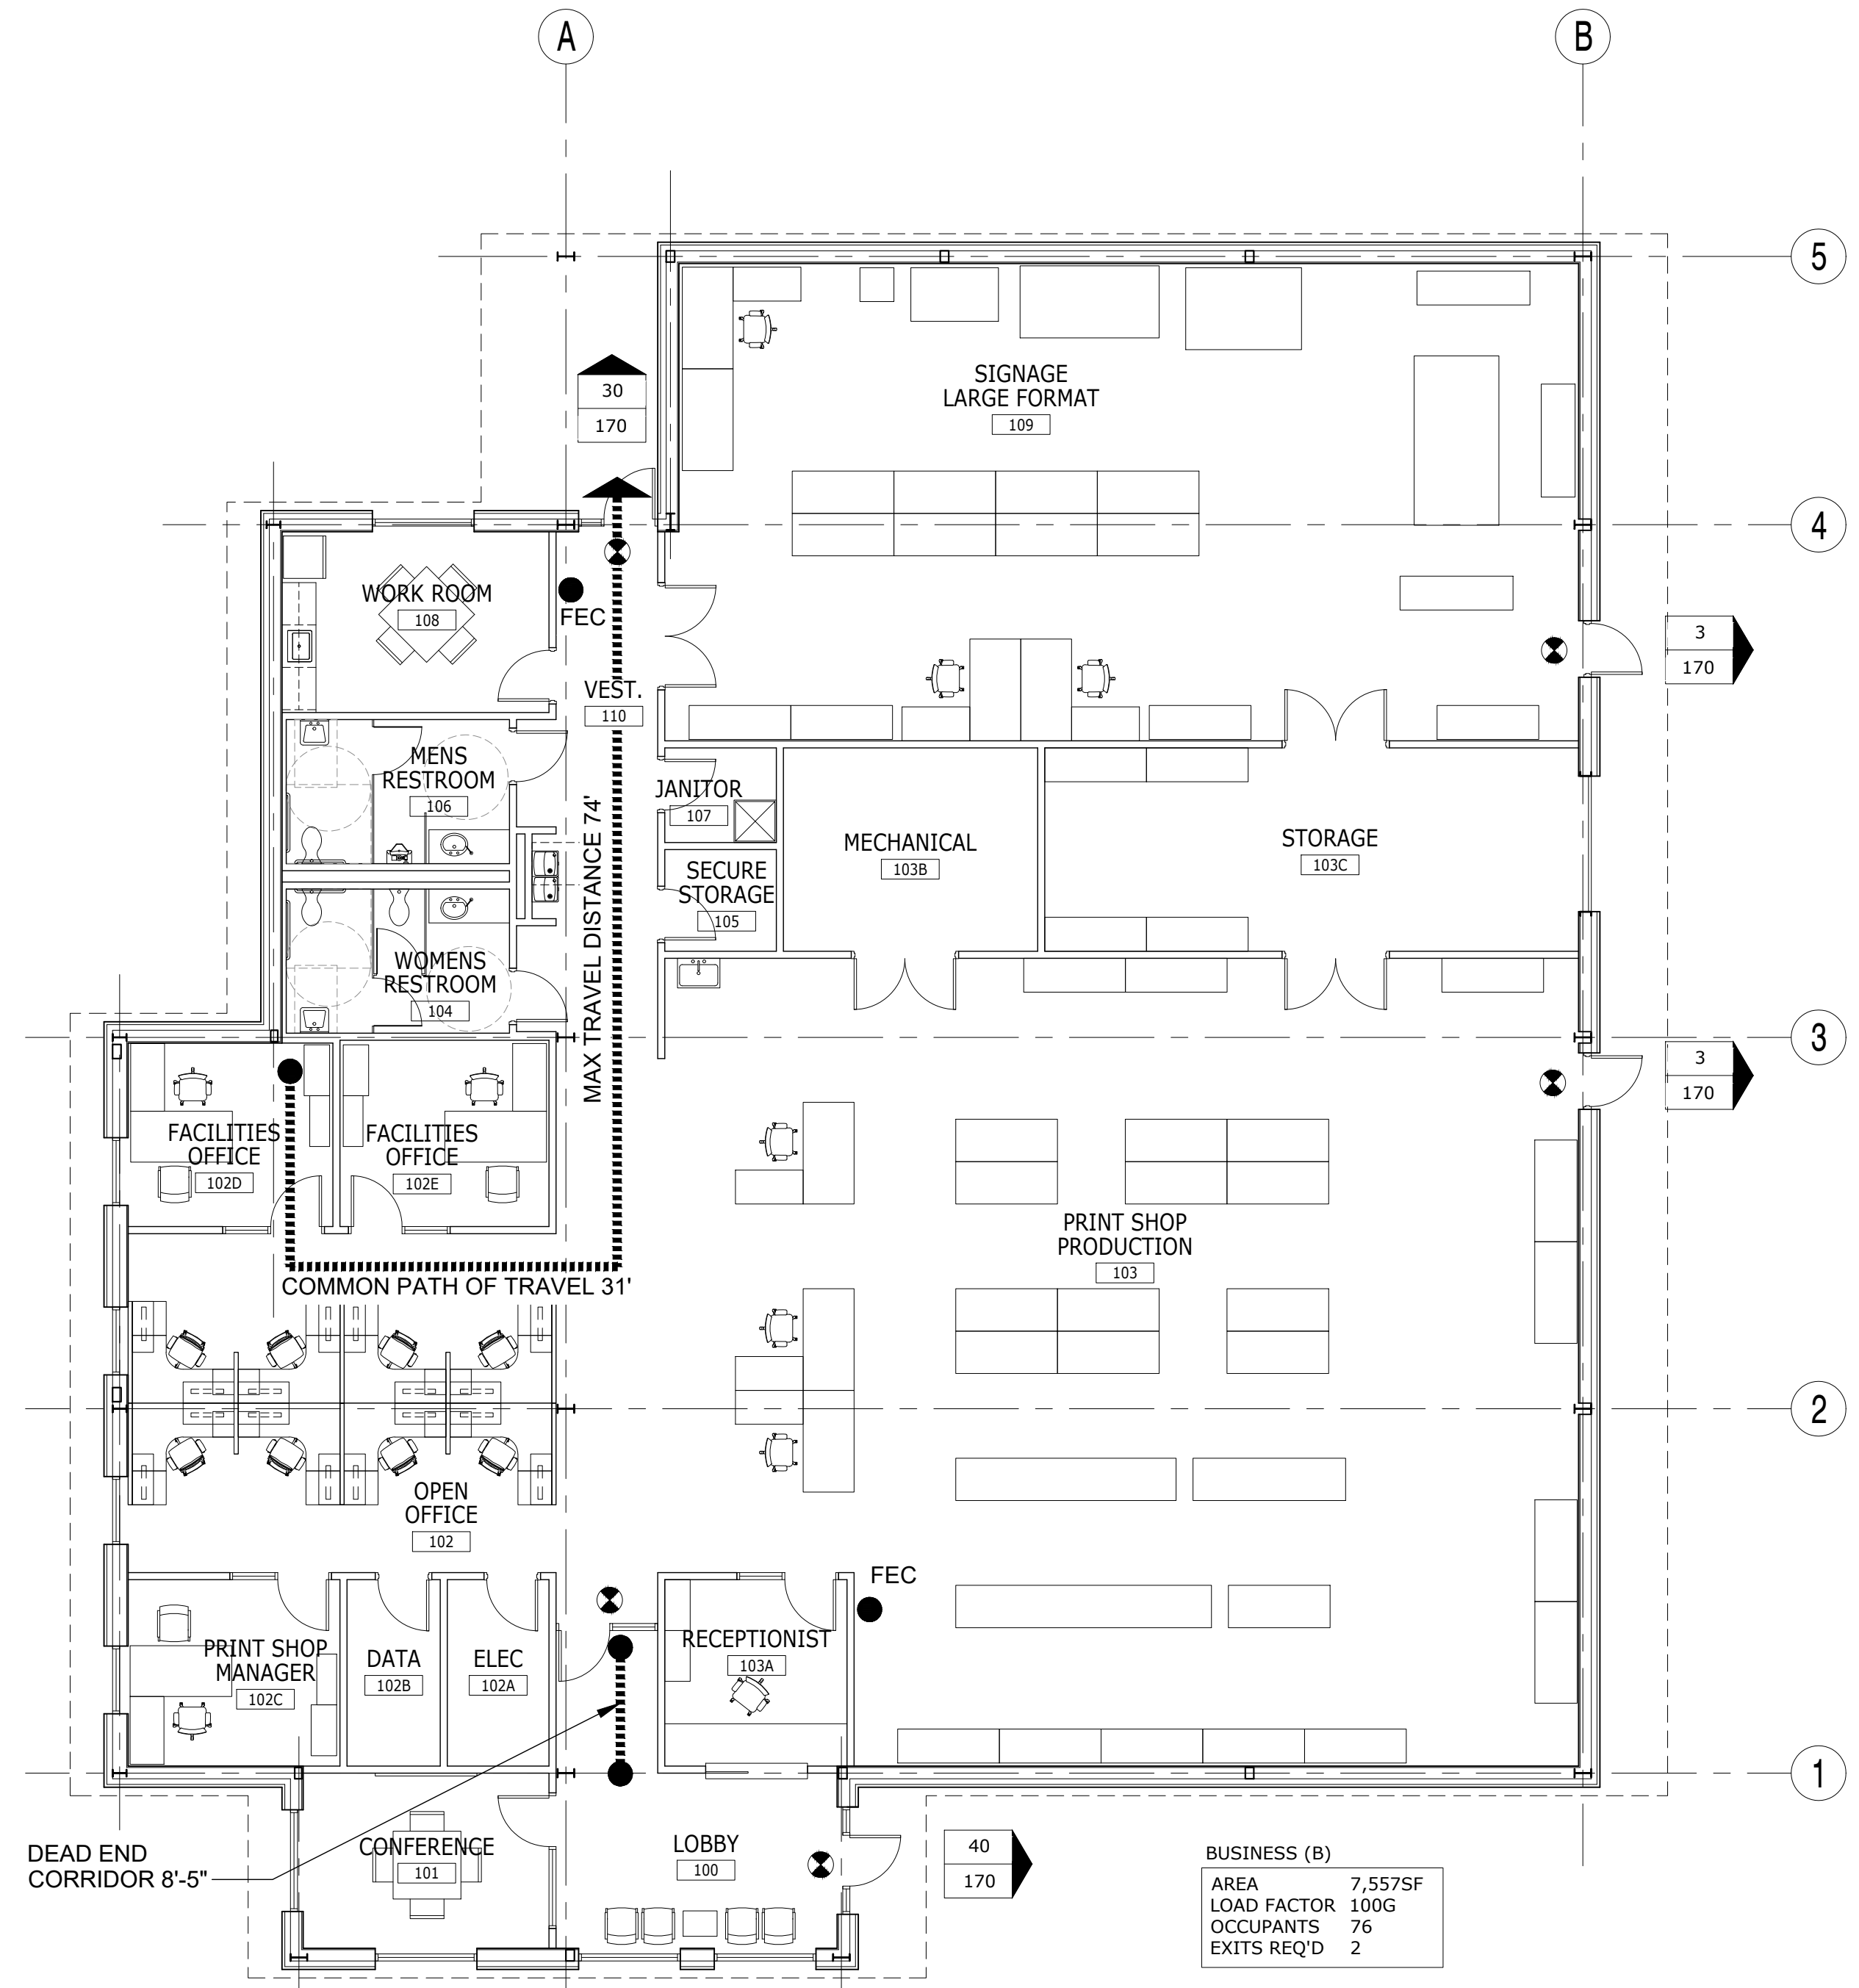 A
B
5
SIGNAGE
LARGE FORMAT
109
30
170
4
WORK ROOM
108
FEC
3
170
VEST.
110
MENS
RESTROOM
106
JANITOR
107
MECHANICAL
103B
STORAGE
103C
SECURE
STORAGE
105
MAX TRAVEL DISTANCE 74'
WOMENS
RESTROOM
104
3
3
170
FACILITIES
OFFICE
102D
FACILITIES
OFFICE
102E
PRINT SHOP
PRODUCTION
103
COMMON PATH OF TRAVEL 31'
2
OPEN
OFFICE
102
FEC
PRINT SHOP
MANAGER
102C
DATA
102B
ELEC
102A
RECEPTIONIST
103A
1
DEAD END
CORRIDOR 8'-5"
CONFERENCE
101
LOBBY
100
40
170
BUSINESS (B)
AREA 7,557SF
LOAD FACTOR 100G
OCCUPANTS 76
EXITS REQ'D 2